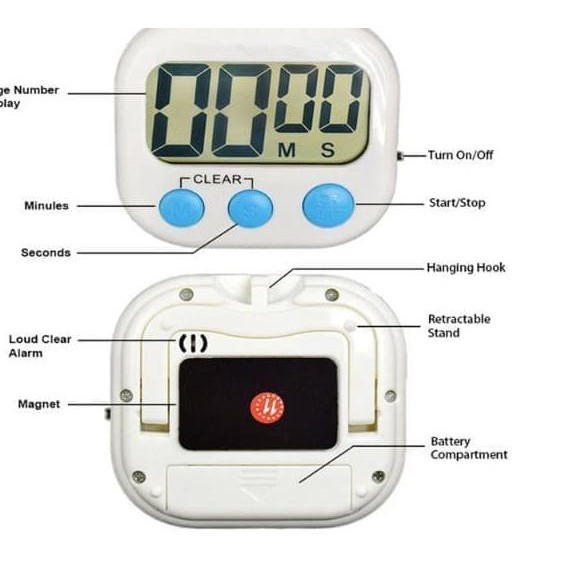 ge Number
play
00 00
M S
Turn On/Off
CLEAR
Minules
Start/Stop
Seconds
Hanging Hook
Retractable
Stand
Loud Clear
Alarm
Magnet
Battery
Compartment